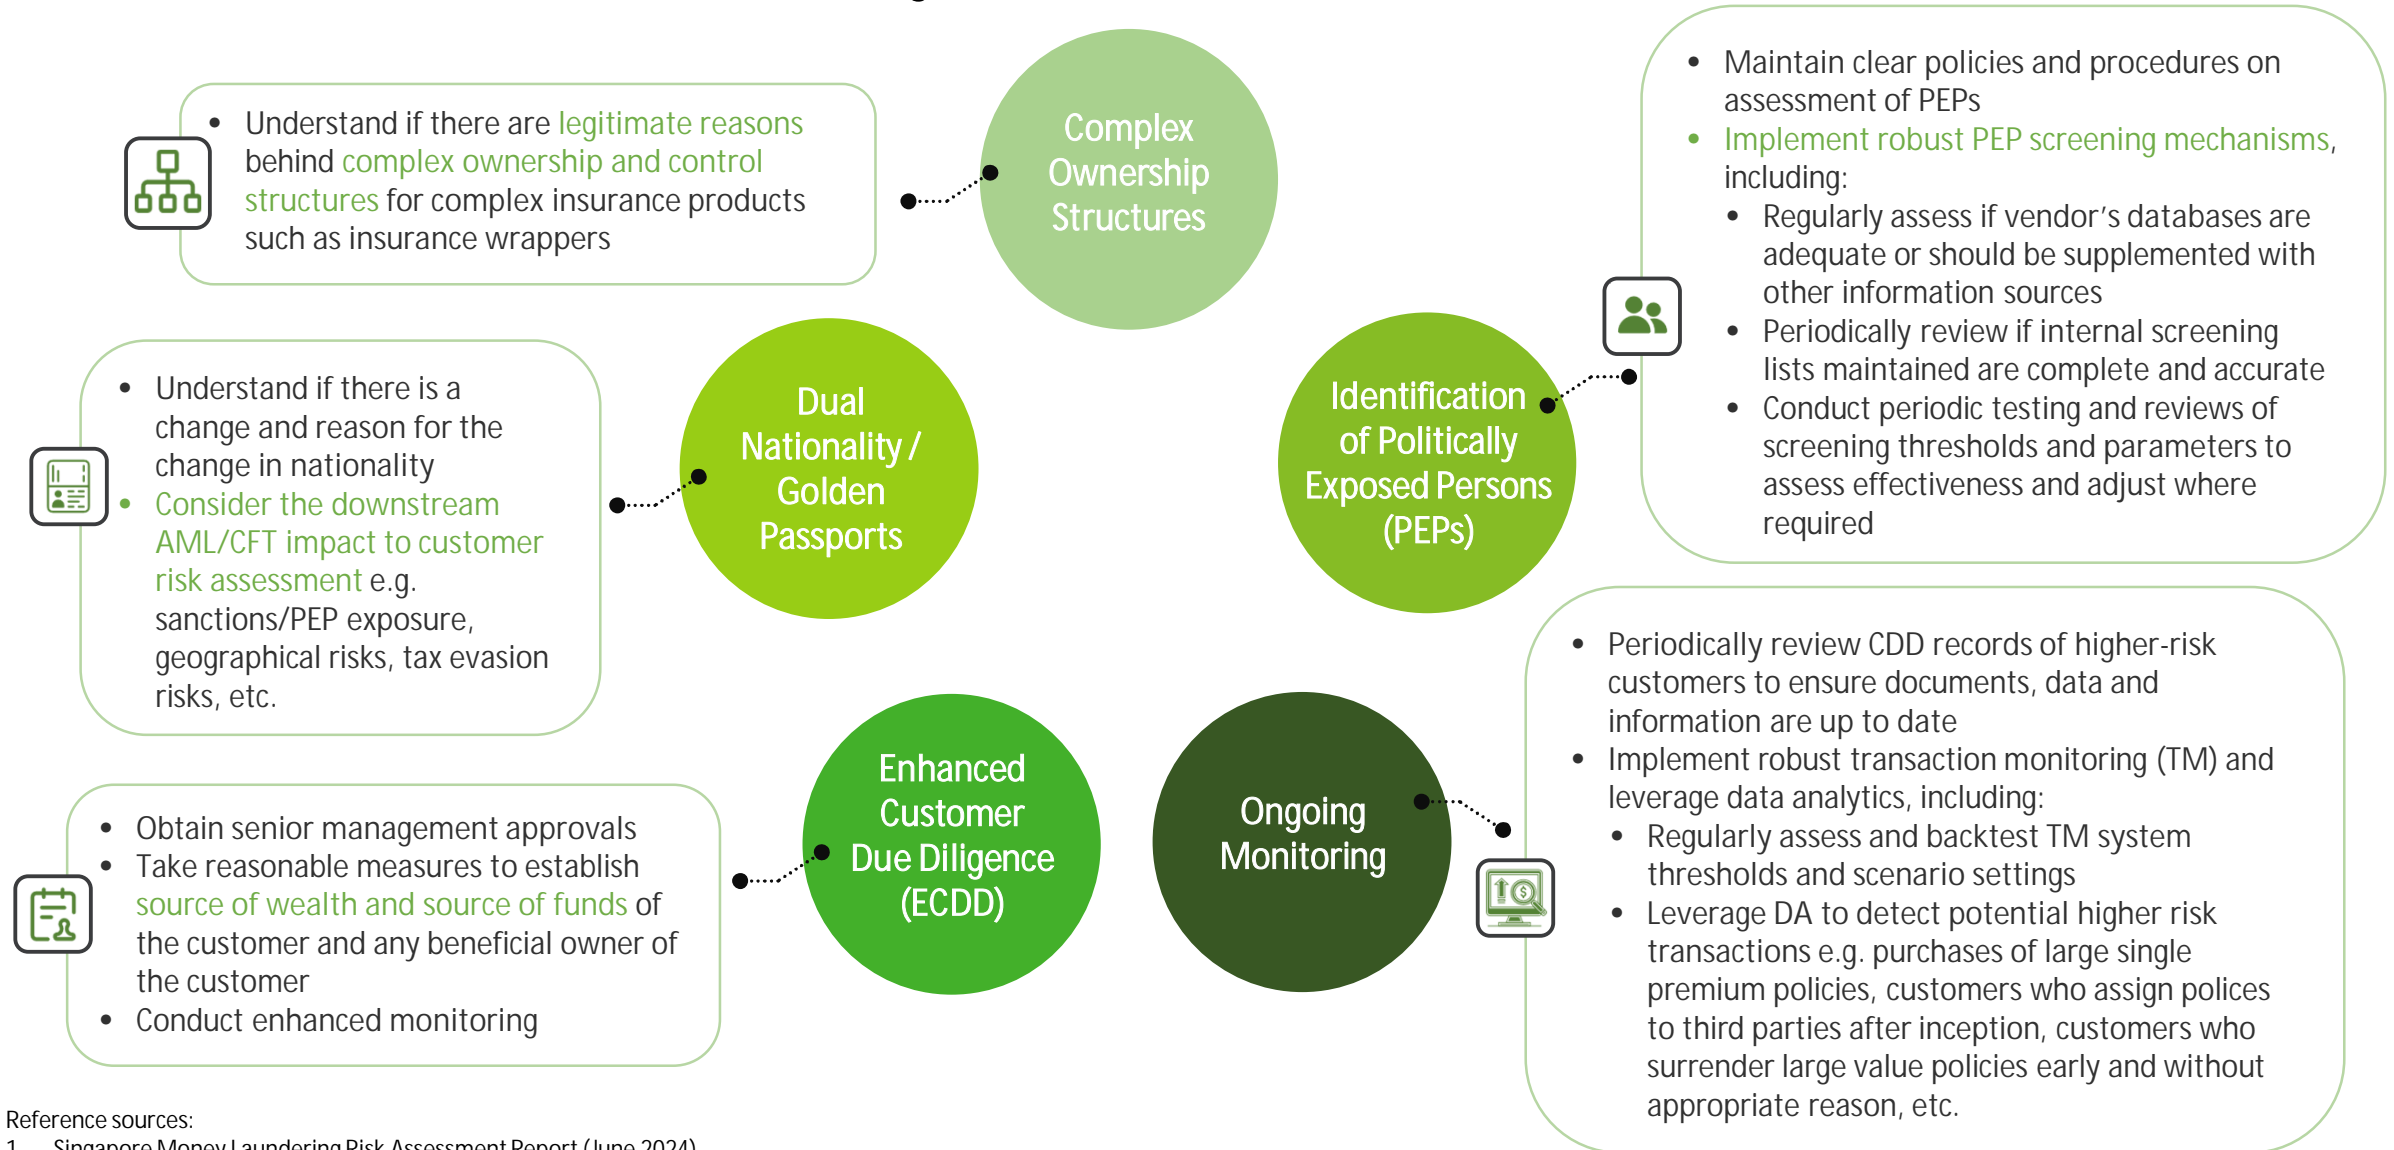 Complex
Ownership
Structures
• Understand if there are legitimate reasons
behind complex ownership and control
structures for complex insurance products
such as insurance wrappers
Dual
Nationality /
Golden
Passports
• Understand if there is a
change and reason for the
change in nationality
• Consider the downstream
AML/CFT impact to customer
risk assessment e.g.
sanctions/PEP exposure,
geographical risks, tax evasion
risks, etc.
Enhanced
Customer
Due Diligence
(ECDD)
• Obtain senior management approvals
• Take reasonable measures to establish
source of wealth and source of funds of
the customer and any beneficial owner of
the customer
• Conduct enhanced monitoring
Identification
of Politically
Exposed Persons
(PEPs)
• Maintain clear policies and procedures on
assessment of PEPs
• Implement robust PEP screening mechanisms,
including:
• Regularly assess if vendor's databases are
adequate or should be supplemented with
other information sources
• Periodically review if internal screening
lists maintained are complete and accurate
• Conduct periodic testing and reviews of
screening thresholds and parameters to
assess effectiveness and adjust where
required
Ongoing
Monitoring
• Periodically review CDD records of higher-risk
customers to ensure documents, data and
information are up to date
• Implement robust transaction monitoring (TM) and
leverage data analytics, including:
• Regularly assess and backtest TM system
thresholds and scenario settings
• Leverage DA to detect potential higher risk
transactions e.g. purchases of large single
premium policies, customers who assign polices
to third parties after inception, customers who
surrender large value policies early and without
appropriate reason, etc.
Reference sources:
1. Singapore Money Laundering Risk Assessment Report (June 2024)